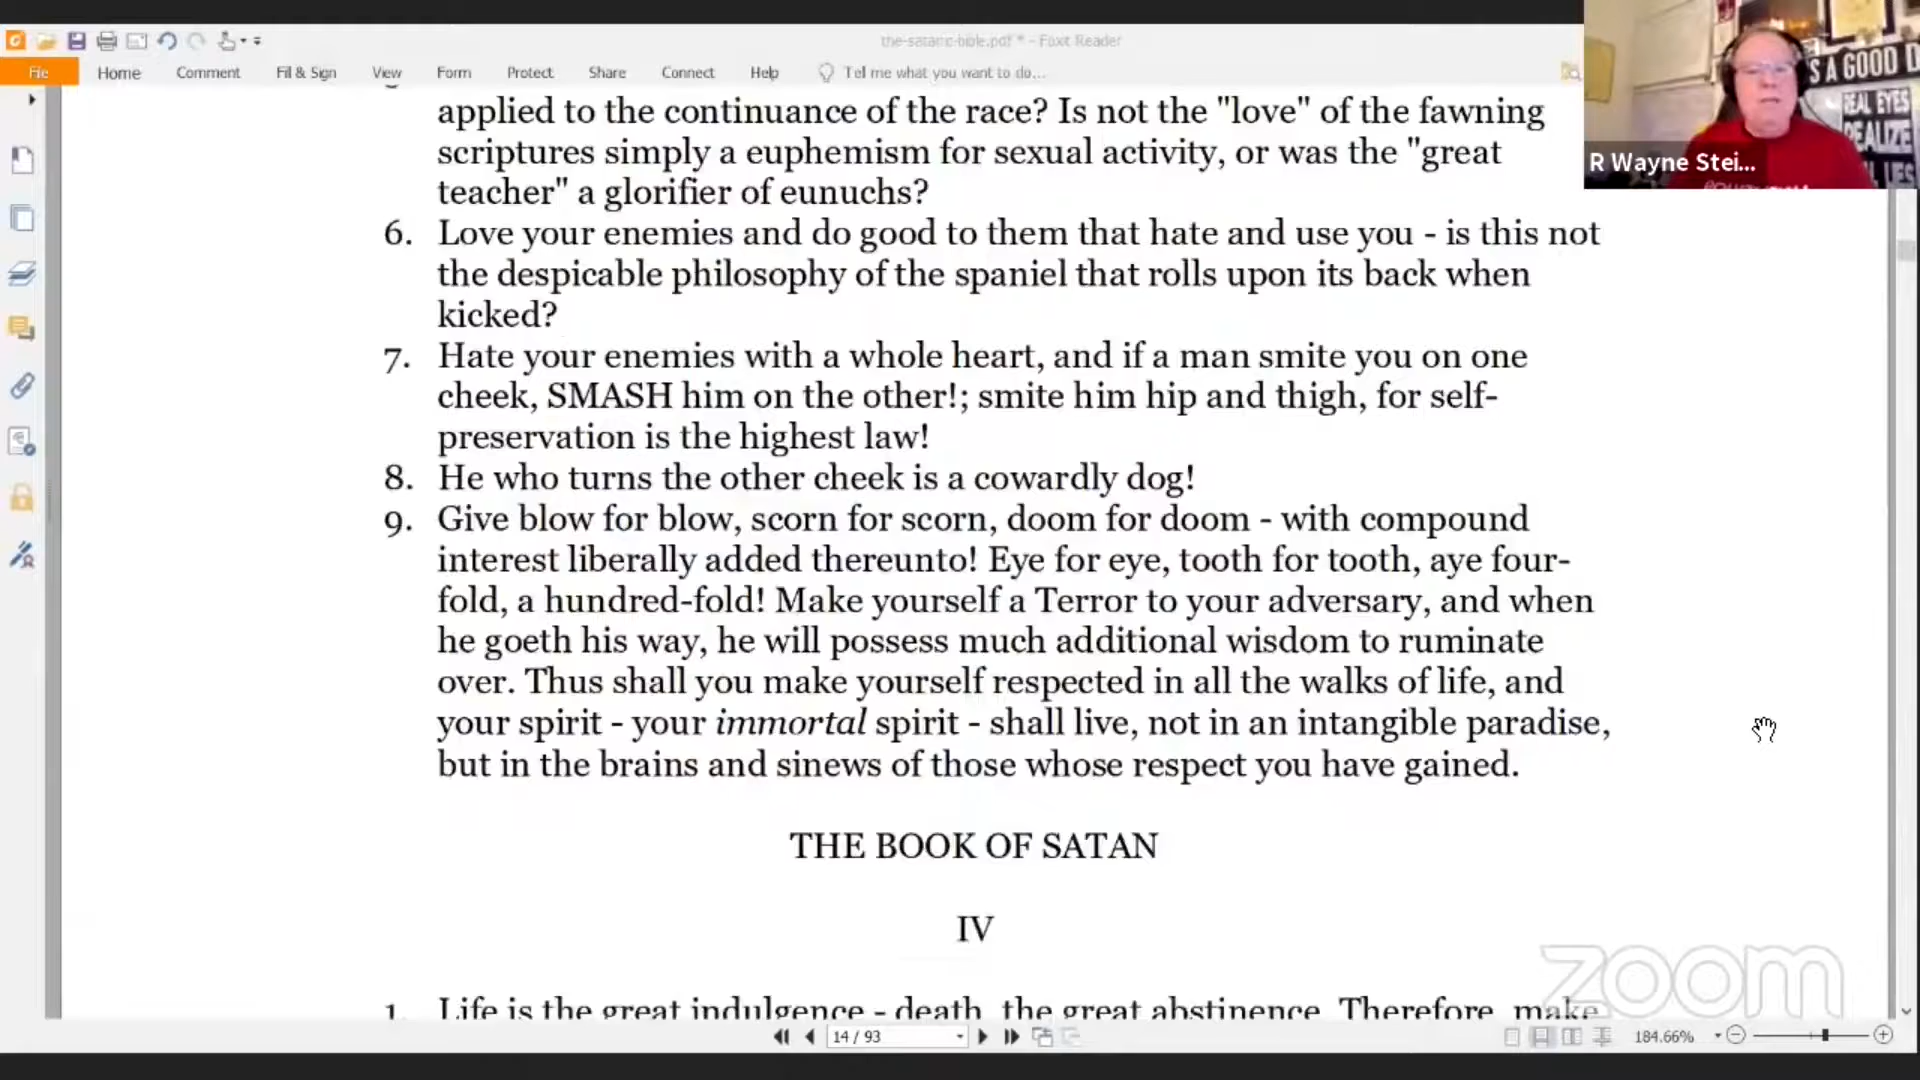 the-satanic-bible.pdf * - Foxit Reader
File Home Comment Fill & Sign View Form Protect Share Connect Help Tell me what you want to do...
S A GOOD D
REAL EYES
REALIZE
LIES
R Wayne Stei...
applied to the continuance of the race? Is not the "love" of the fawning
scriptures simply a euphemism for sexual activity, or was the "great
teacher" a glorifier of eunuchs?
6. Love your enemies and do good to them that hate and use you - is this not
the despicable philosophy of the spaniel that rolls upon its back when
kicked?
7. Hate your enemies with a whole heart, and if a man smite you on one
cheek, SMASH him on the other!; smite him hip and thigh, for self-
preservation is the highest law!
8. He who turns the other cheek is a cowardly dog!
9. Give blow for blow, scorn for scorn, doom for doom - with compound
interest liberally added thereunto! Eye for eye, tooth for tooth, aye four-
fold, a hundred-fold! Make yourself a Terror to your adversary, and when
he goeth his way, he will possess much additional wisdom to ruminate
over. Thus shall you make yourself respected in all the walks of life, and
your spirit - your immortal spirit - shall live, not in an intangible paradise,
but in the brains and sinews of those whose respect you have gained.
THE BOOK OF SATAN
IV
1. Life is the great indulgence - death, the great abstinence. Therefore, make
zoom
14 / 93
184.66%